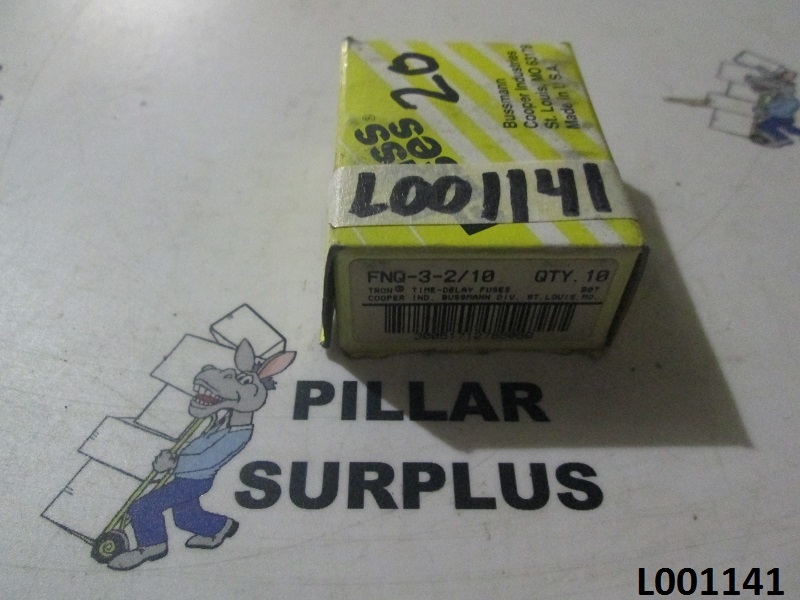 20
Bussmann
Cooper Industries
St. Louis, MO 63178
Made in U.S.A.
L001141
FNQ-3-2/10 QTY. 10
TRON® TIME-DELAY FUSES
COOPER IND. BUSSMANN DIV. ST. LOUIS, MO.
PILLAR
SURPLUS
L001141